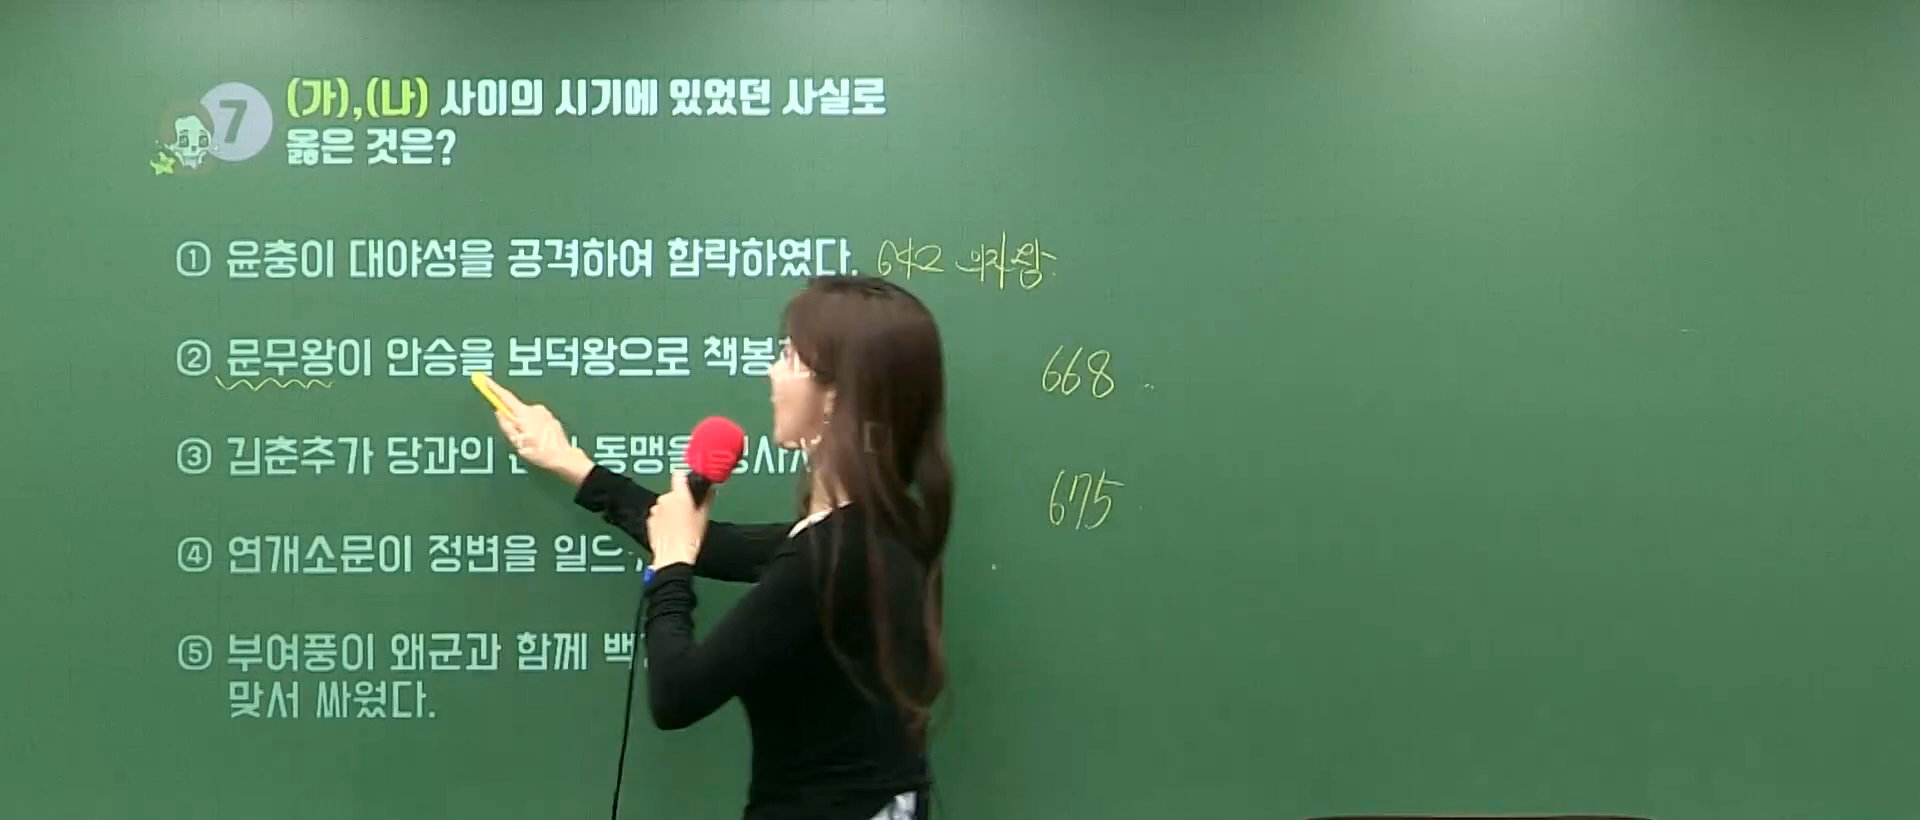 7 (가),(나) 사이의 시기에 있었던 사실로
옳은 것은?
① 윤충이 대야성을 공격하여 함락하였다. 642 의자왕
② 문무왕이 안승을 보덕왕으로 책봉
668
③ 김춘추가 당과의 동맹을
675
④ 연개소문이 정변을
⑤ 부여풍이 왜군과 함께
맞서 싸웠다.